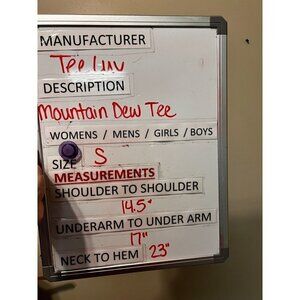 MANUFACTURER
Tee Luv
DESCRIPTION
Mountain Dew Tee
WOMENS / MENS / GIRLS / BOYS
SIZE S
MEASUREMENTS
SHOULDER TO SHOULDER
14.5"
UNDERARM TO UNDER ARM
17"
NECK TO HEM 23"